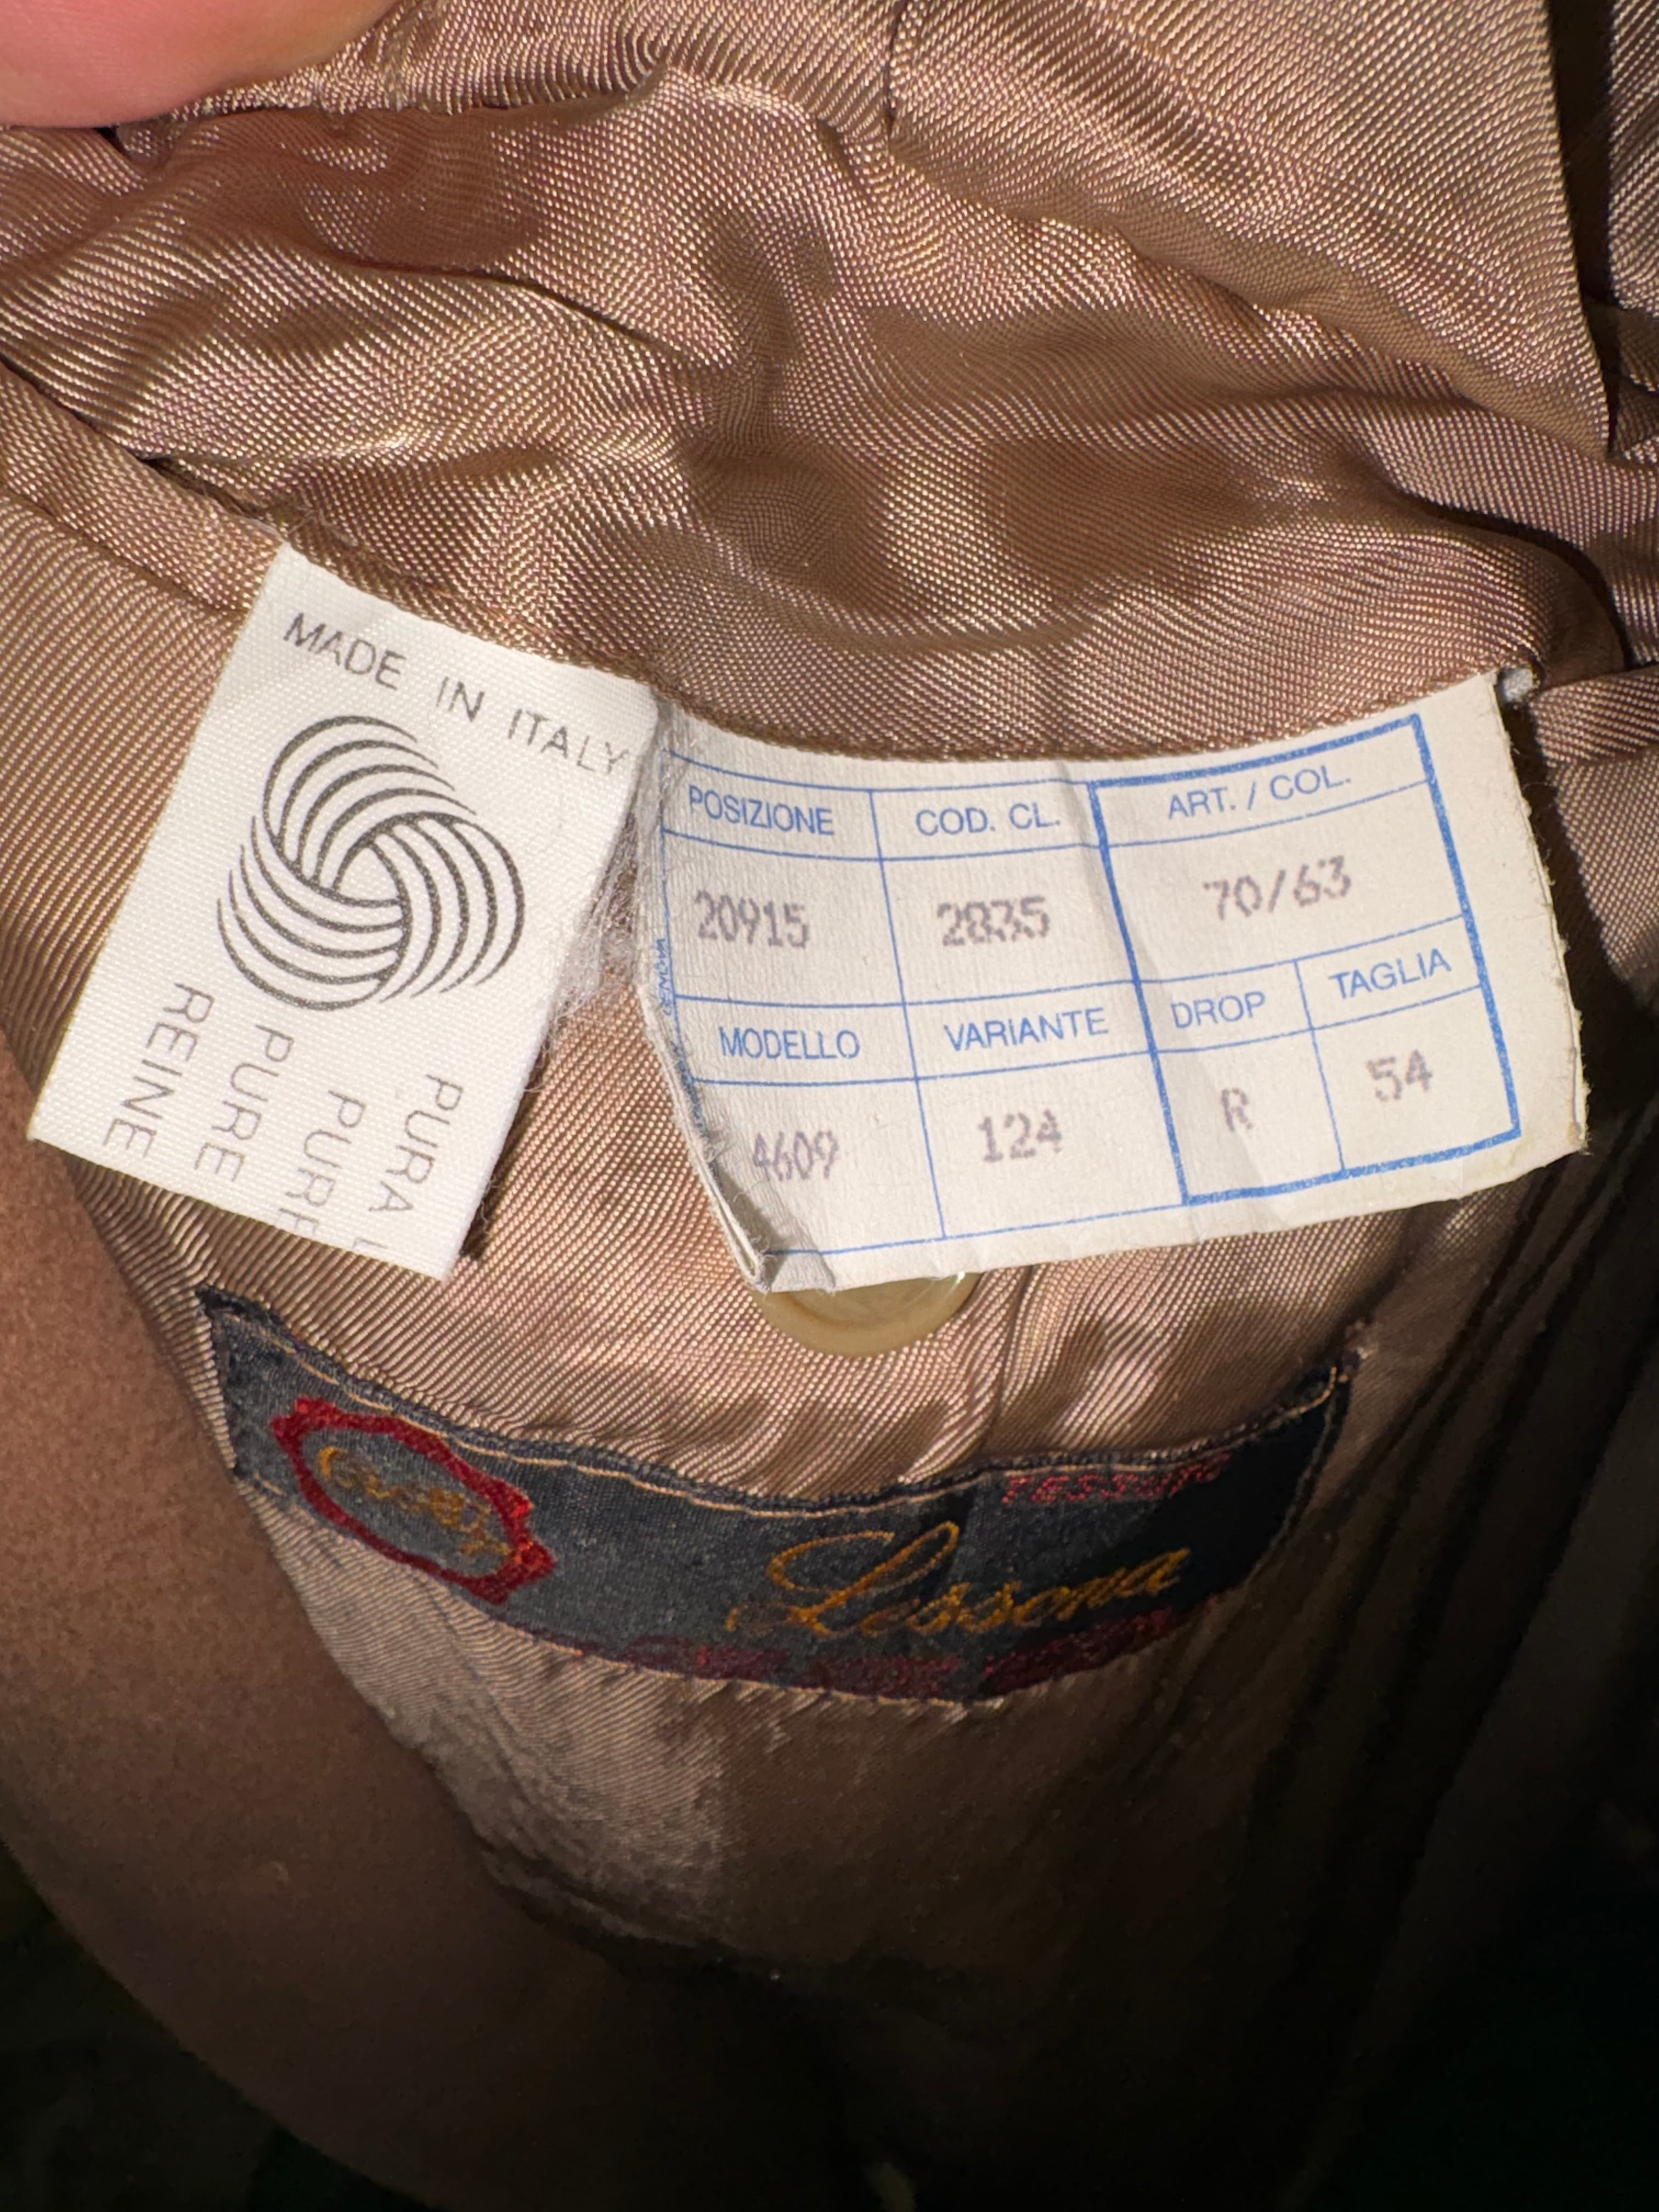 MADE IN ITALY
PURA L
PURE
PURE
REINE
POSIZIONE COD. CL. ART. / COL.
20915 2835 70/63
MODELLO VARIANTE DROP TAGLIA
4609 124 R 54
TESSUTO
Lessona